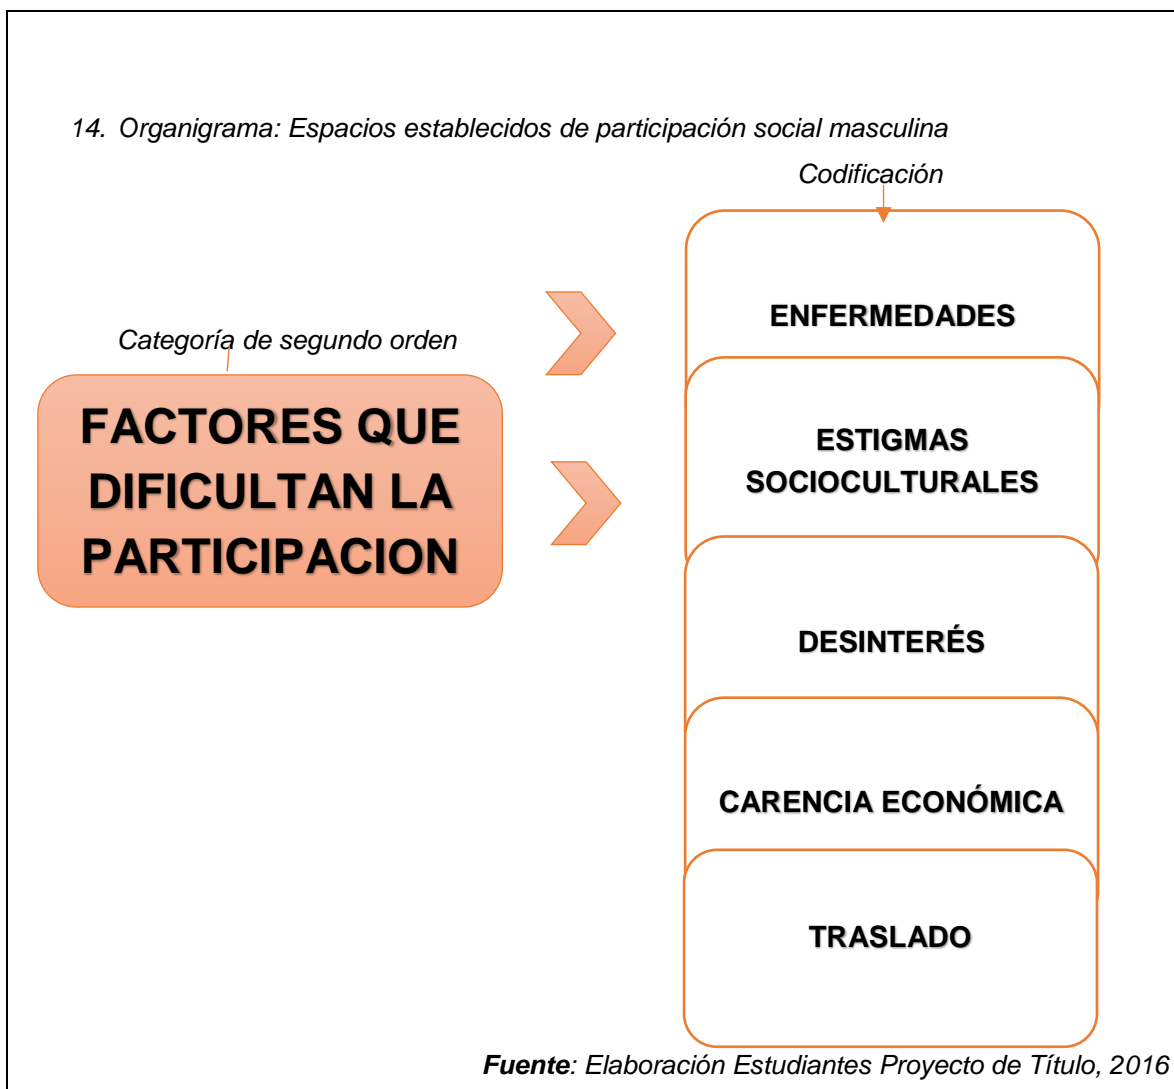 14. Organigrama: Espacios establecidos de participación social masculina
Codificación
Categoría de segundo orden
FACTORES QUE
DIFICULTAN LA
PARTICIPACION
ENFERMEDADES
ESTIGMAS
SOCIOCULTURALES
DESINTERÉS
CARENCIA ECONÓMICA
TRASLADO
Fuente: Elaboración Estudiantes Proyecto de Título, 2016